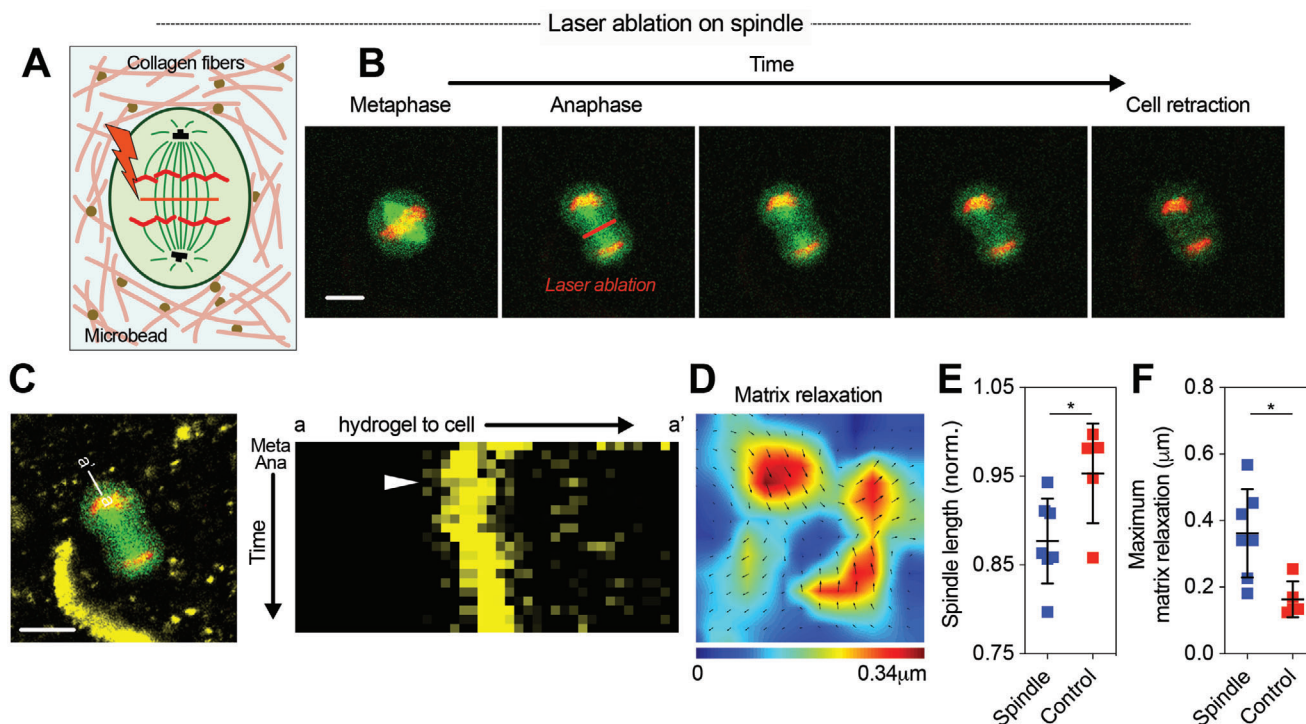 Laser ablation on spindle
A
Collagen fibers
Microbead
B
Time
Metaphase
Anaphase
Cell retraction
Laser ablation
C
a'
a
a
hydrogel to cell
a'
Meta
Ana
Time
D
Matrix relaxation
0
0.34μm
E
Spindle length (norm.)
1.05
0.95
0.85
0.75
*
Spindle
Control
F
Maximum
matrix relaxation (μm)
0.8
0.6
0.4
0.2
0.0
*
Spindle
Control